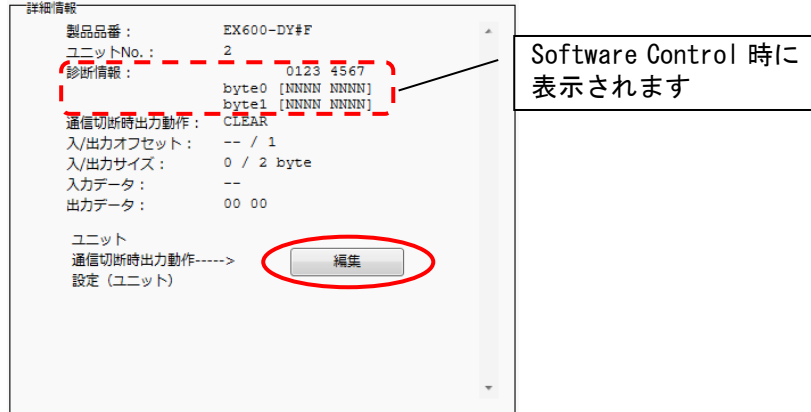 詳細情報
製品品番： EX600-DY#F
ユニットNo.： 2
診断情報： 0123 4567
byte0 [NNNN NNNN]
byte1 [NNNN NNNN]
通信切断時出力動作： CLEAR
入/出力オフセット： -- / 1
入/出力サイズ： 0 / 2 byte
入力データ： --
出力データ： 00 00
ユニット
通信切断時出力動作-----> 編集
設定（ユニット）
Software Control 時に
表示されます